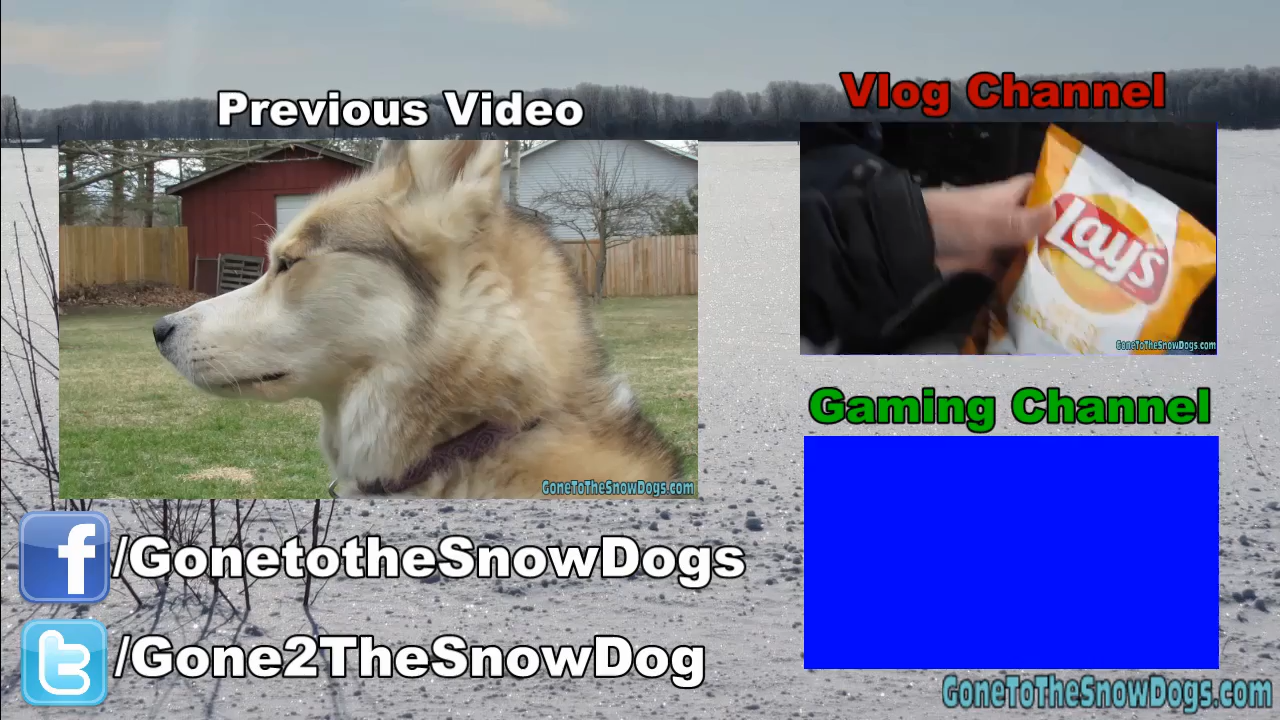 Previous Video
Vlog Channel
Lay's
GoneToTheSnowDogs.com
Gaming Channel
GoneToTheSnowDogs.com
f/GonetotheSnowDogs
t/Gone2TheSnowDog
GoneToTheSnowDogs.com